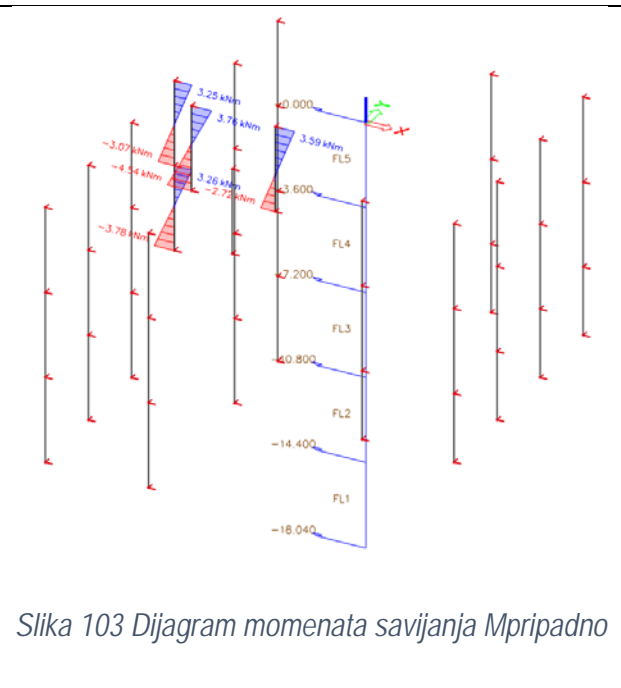 0.000
3.25 kNm
3.76 kNm
3.59 kNm
Y
X
-3.07 kNm
FL5
-4.54 kNm
3.26 kNm
-2.72 kNm
3.600
-3.78 kNm
FL4
-7.200
FL3
-10.800
FL2
-14.400
FL1
-18.040
Slika 103 Dijagram momenata savijanja Mpripadno